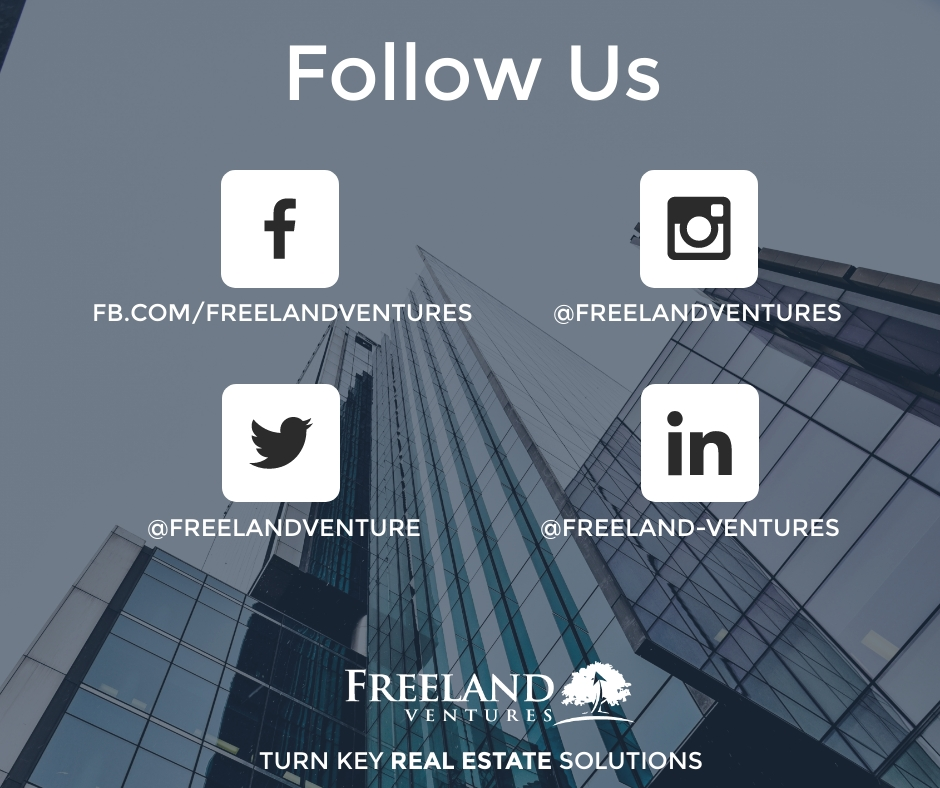 Follow Us
FB.COM/FREELANDVENTURES
@FREELANDVENTURES
@FREELANDVENTURE
@FREELAND-VENTURES
FREELAND
VENTURES
TURN KEY REAL ESTATE SOLUTIONS